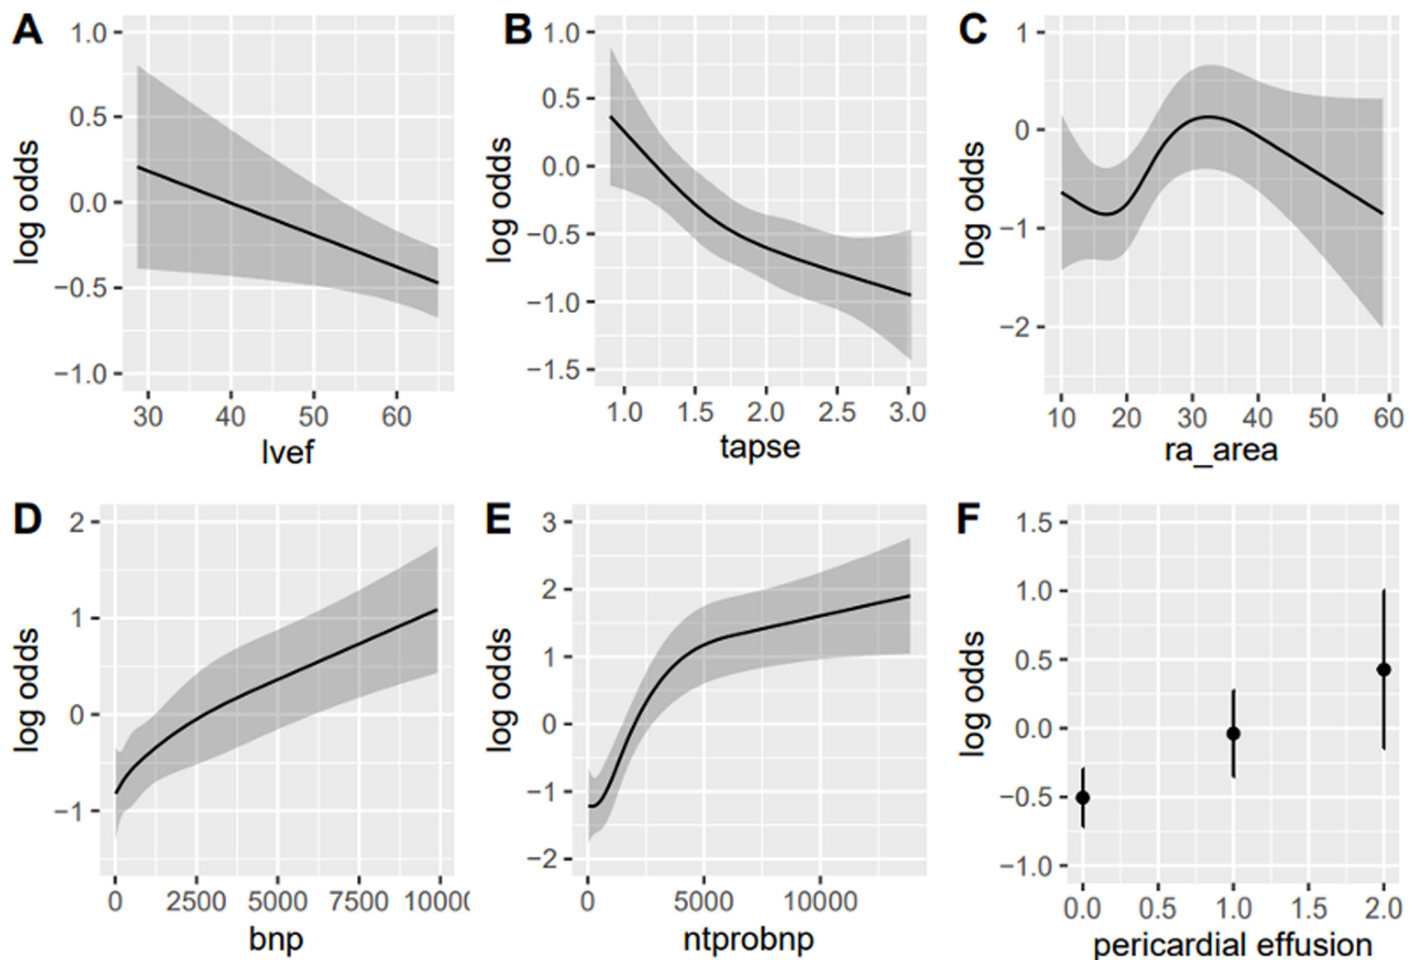 A
log odds
1.0
0.5
0.0
−0.5
−1.0
30 40 50 60
lvef
B
log odds
1.0
0.5
0.0
−0.5
−1.0
−1.5
1.0 1.5 2.0 2.5 3.0
tapse
C
log odds
1
0
−1
−2
10 20 30 40 50 60
ra_area
D
log odds
2
1
0
−1
0 2500 5000 7500 1000(
bnp
E
log odds
3
2
1
0
−1
−2
0 5000 10000
ntprobnp
F
log odds
1.5
1.0
0.5
0.0
−0.5
−1.0
0.0 0.5 1.0 1.5 2.0
pericardial effusion